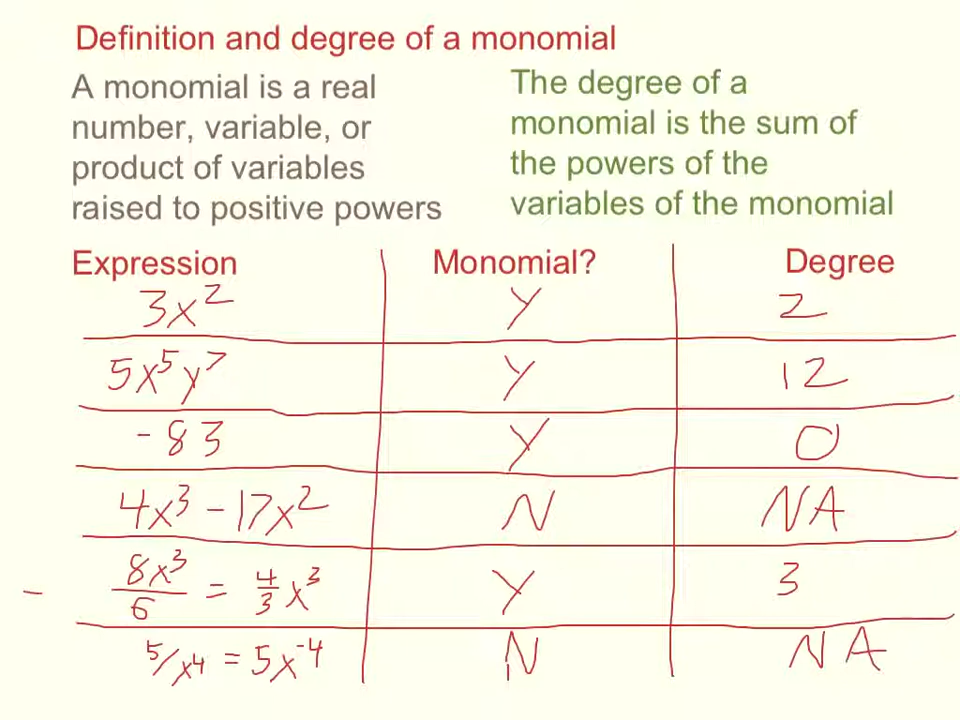 Definition and degree of a monomial
A monomial is a real
number, variable, or
product of variables
raised to positive powers
The degree of a
monomial is the sum of
the powers of the
variables of the monomial
Expression Monomial? Degree
3x² Y 2
5x⁵y⁷ Y 12
-83 Y 0
4x³ - 17x² N NA
- 8x³/6 = 4/3 x³ Y 3
5/x⁴ = 5x⁻⁴ N NA